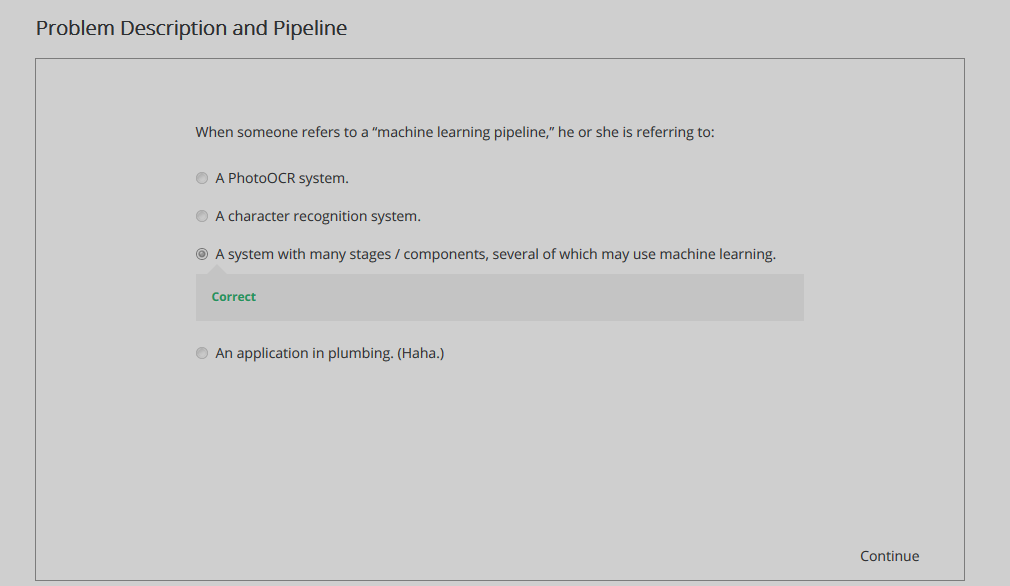 Problem Description and Pipeline
When someone refers to a “machine learning pipeline,” he or she is referring to:
A PhotoOCR system.
A character recognition system.
A system with many stages / components, several of which may use machine learning.
Correct
An application in plumbing. (Haha.)
Continue